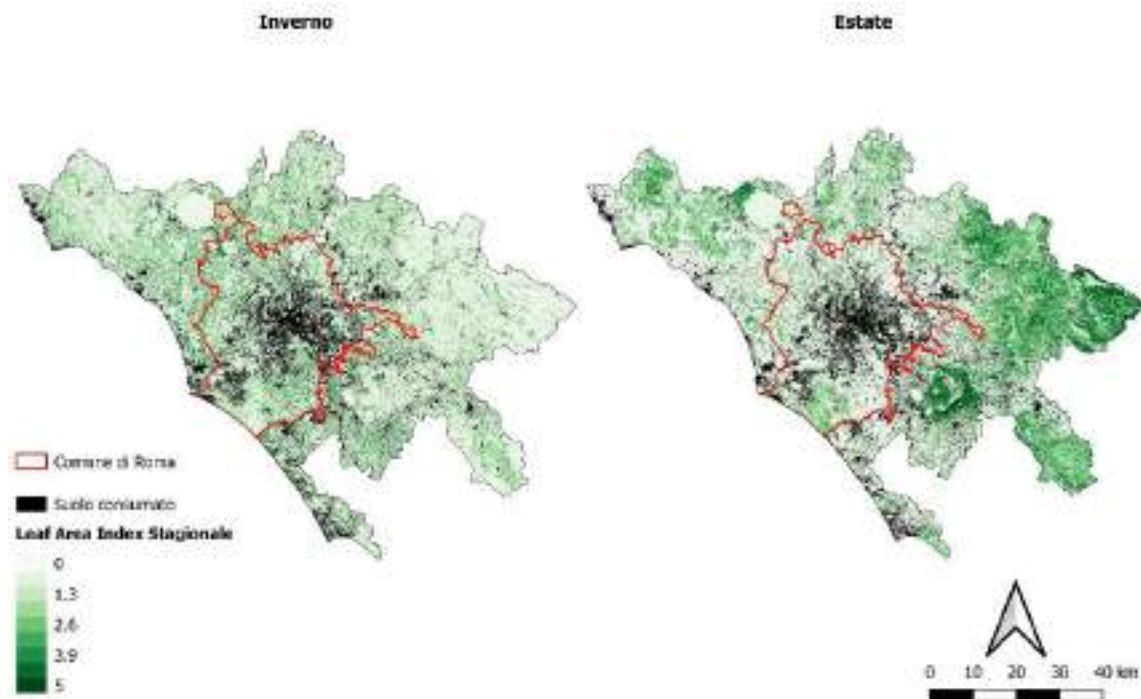 Inverno
Estate
Comune di Roma
Suolo consumato
Leaf Area Index Stagionale
0
1.3
2.6
3.9
5
0 10 20 30 40 km